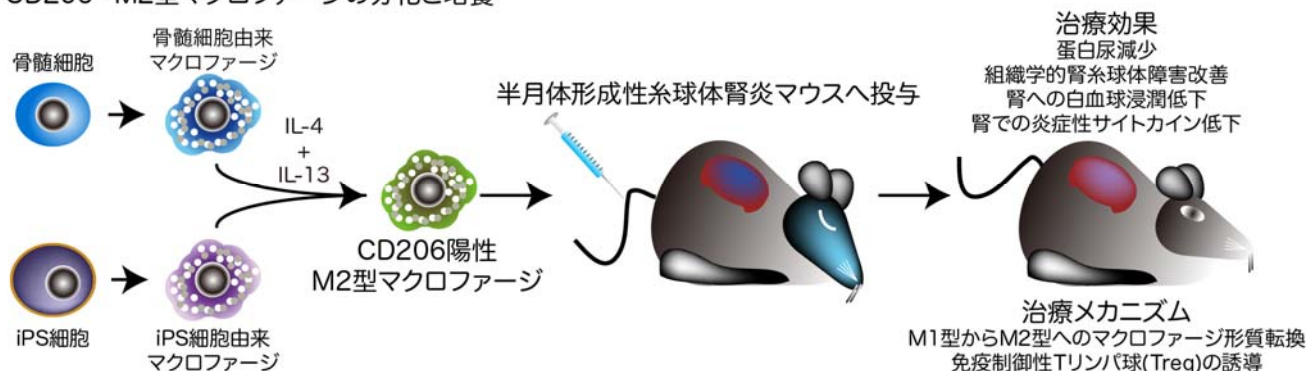 骨髄細胞
骨髄細胞由来
マクロファージ
IL-4
+
IL-13
iPS細胞
iPS細胞由来
マクロファージ
CD206陽性
M2型マクロファージ
半月体形成性糸球体腎炎マウスへ投与
治療効果
蛋白尿減少
組織学的腎糸球体障害改善
腎への白血球浸潤低下
腎での炎症性サイトカイン低下
治療メカニズム
M1型からM2型へのマクロファージ形質転換
免疫制御性Tリンパ球(Treg)の誘導